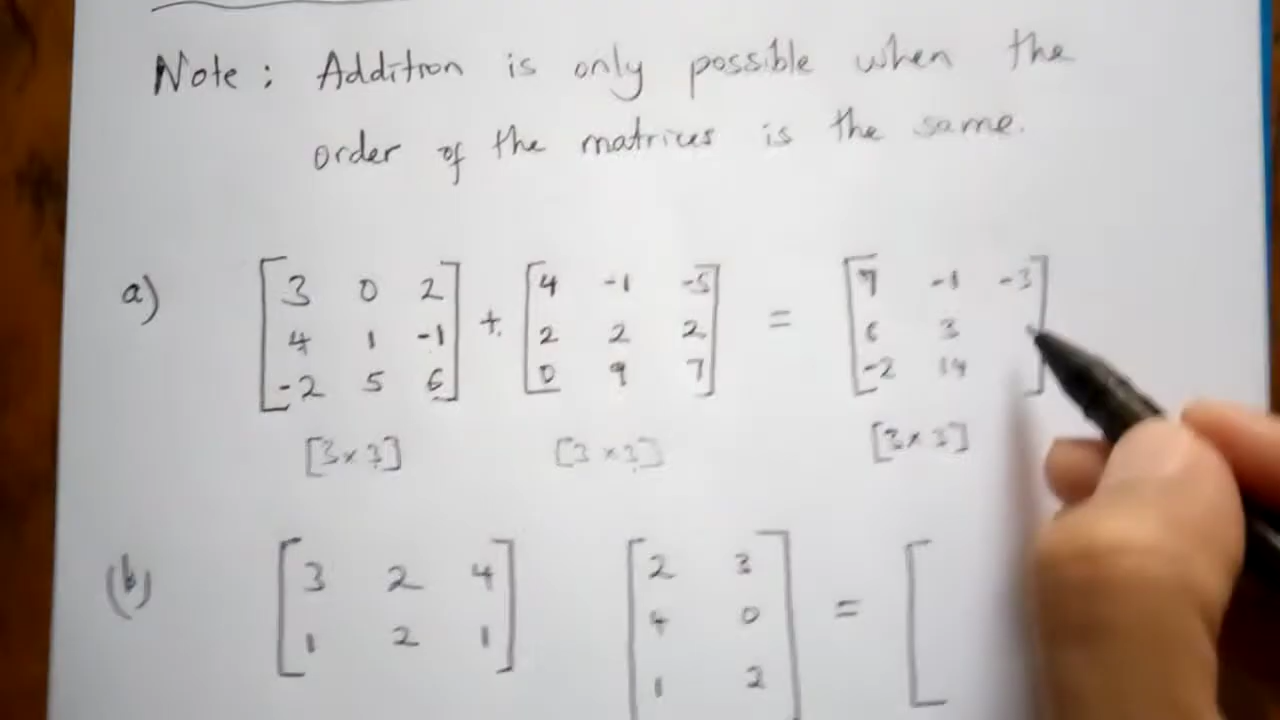 Note : Addition is only possible when the
order of the matrices is the same.
a) [3 0 2 + [4 -1 -5 = [7 -1 -3]
4 1 -1 2 2 2 6 3
-2 5 6] 0 9 7] -2 14
[3×3] [3×3] [3×3]
(b) [3 2 4 [2 3 = [
1 2 1] 4 0
1 2